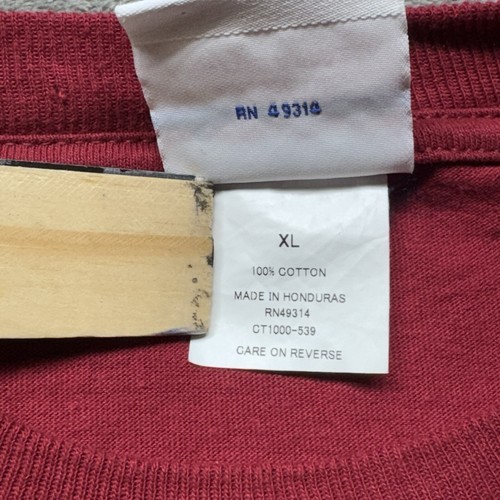 RN 49314
XL
100% COTTON
MADE IN HONDURAS
RN49314
CT1000-539
CARE ON REVERSE